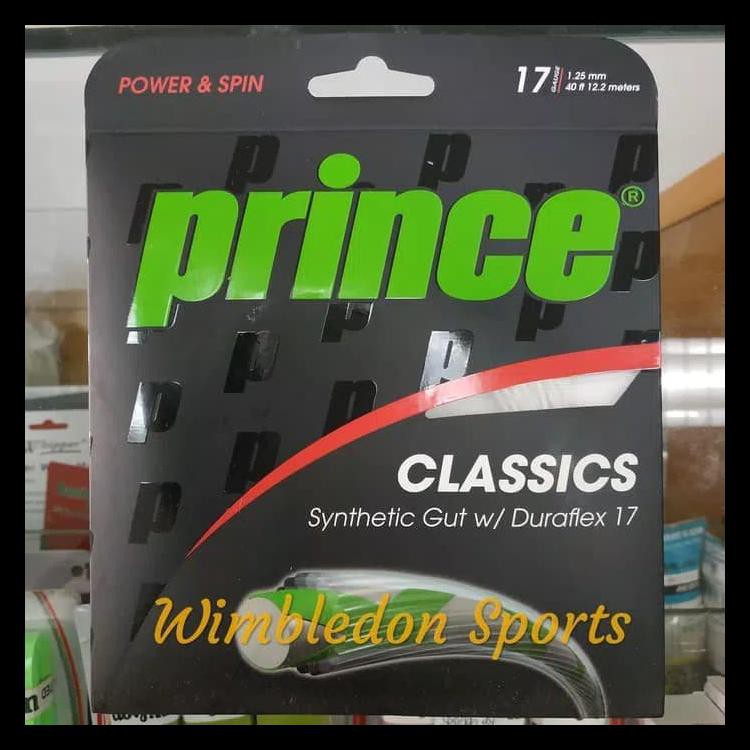 POWER & SPIN
17 GAUGE 1.25 mm
40 ft 12.2 meters
prince®
CLASSICS
Synthetic Gut w/ Duraflex 17
Wimbledon Sports